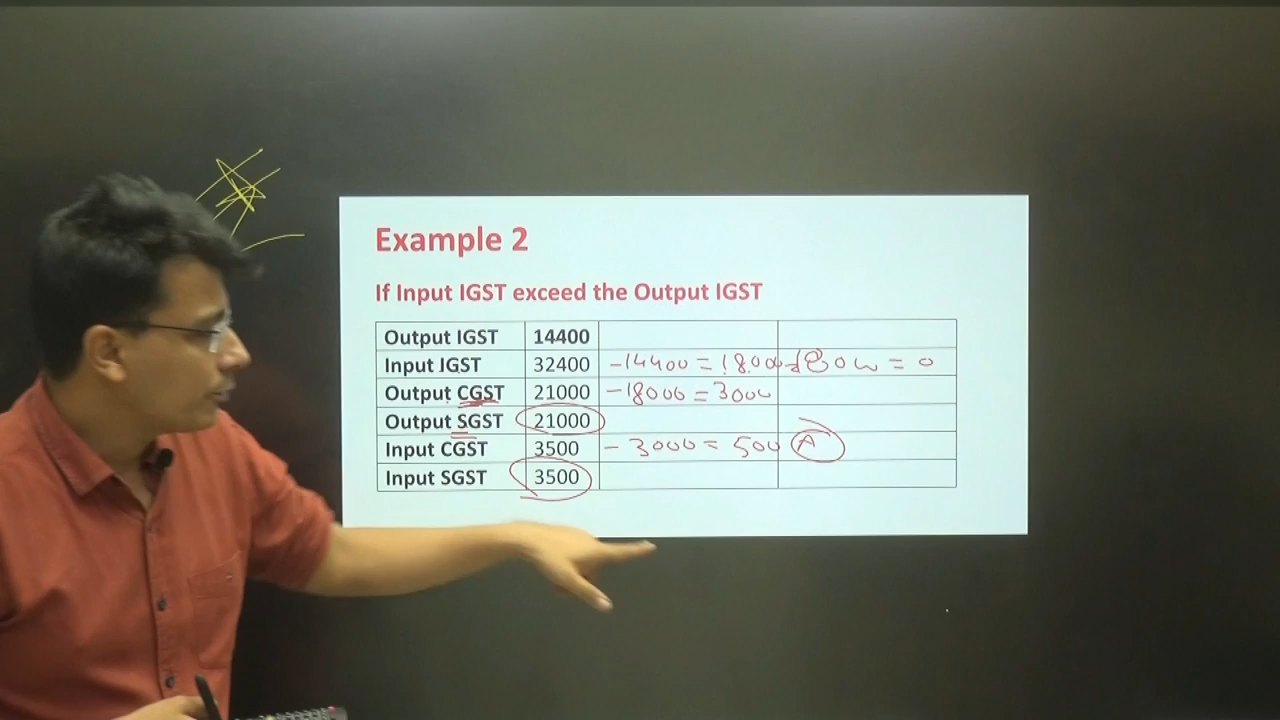 Example 2
If Input IGST exceed the Output IGST
Output IGST 14400
Input IGST 32400 -14400 = 18000 -18000 = 0
Output CGST 21000 -18000 = 3000
Output SGST 21000
Input CGST 3500 - 3000 = 500 A
Input SGST 3500